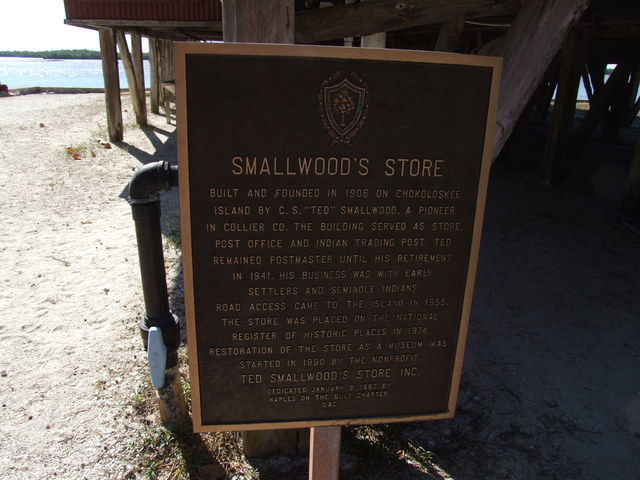 SMALLWOOD'S STORE
BUILT AND FOUNDED IN 1906 ON CHOKOLOSKEE
ISLAND BY C. S. "TED" SMALLWOOD, A PIONEER
IN COLLIER CO. THE BUILDING SERVED AS STORE,
POST OFFICE AND INDIAN TRADING POST. TED
REMAINED POSTMASTER UNTIL HIS RETIREMENT
IN 1941. HIS BUSINESS WAS WITH EARLY
SETTLERS AND SEMINOLE INDIANS
ROAD ACCESS CAME TO THE ISLAND IN 1955.
THE STORE WAS PLACED ON THE NATIONAL
REGISTER OF HISTORIC PLACES IN 1974.
RESTORATION OF THE STORE AS A MUSEUM WAS
STARTED IN 1990 BY THE NONPROFIT,
TED SMALLWOOD'S STORE INC.
DEDICATED JANUARY BY
NAPLES ON THE GULF CHAPTER